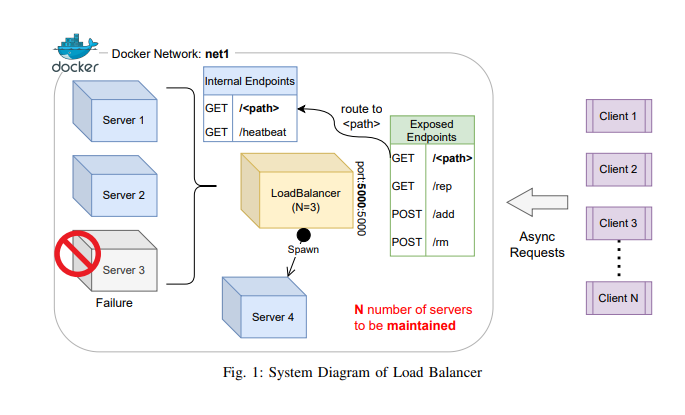 docker
Docker Network: net1
Server 1
Server 2
Server 3
Failure
Internal Endpoints
GET /<path>
GET /heatbeat
route to
<path>
LoadBalancer
(N=3)
port:5000:5000
Spawn
Server 4
Exposed
Endpoints
GET /<path>
GET /rep
POST /add
POST /rm
N number of servers
to be maintained
Async
Requests
Client 1
Client 2
Client 3
Client N
Fig. 1: System Diagram of Load Balancer